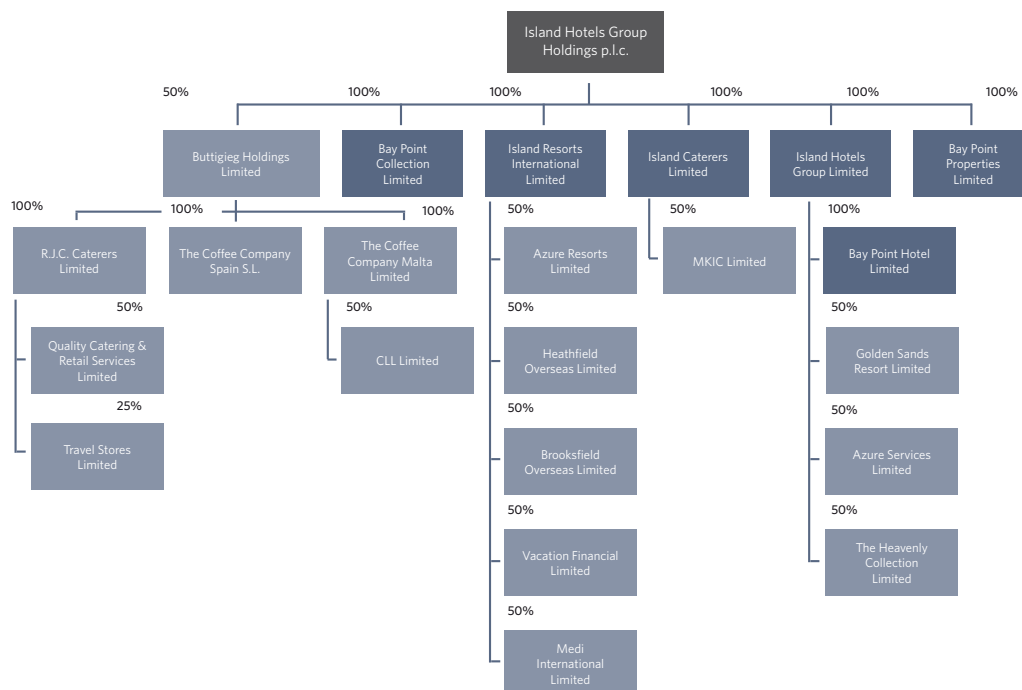 Island Hotels Group
Holdings p.l.c.
50%
100%
100%
100%
100%
100%
Buttigieg Holdings
Limited
Bay Point
Collection
Limited
Island Resorts
International
Limited
Island Caterers
Limited
Island Hotels
Group Limited
Bay Point
Properties
Limited
100%
100%
100%
50%
50%
100%
R.J.C. Caterers
Limited
The Coffee Company
Spain S.L.
The Coffee
Company Malta
Limited
Azure Resorts
Limited
MKIC Limited
Bay Point Hotel
Limited
50%
50%
50%
50%
Quality Catering &
Retail Services
Limited
CLL Limited
Heathfield
Overseas Limited
Golden Sands
Resort Limited
25%
50%
50%
Travel Stores
Limited
Brooksfield
Overseas Limited
Azure Services
Limited
50%
50%
Vacation Financial
Limited
The Heavenly
Collection
Limited
50%
Medi
International
Limited